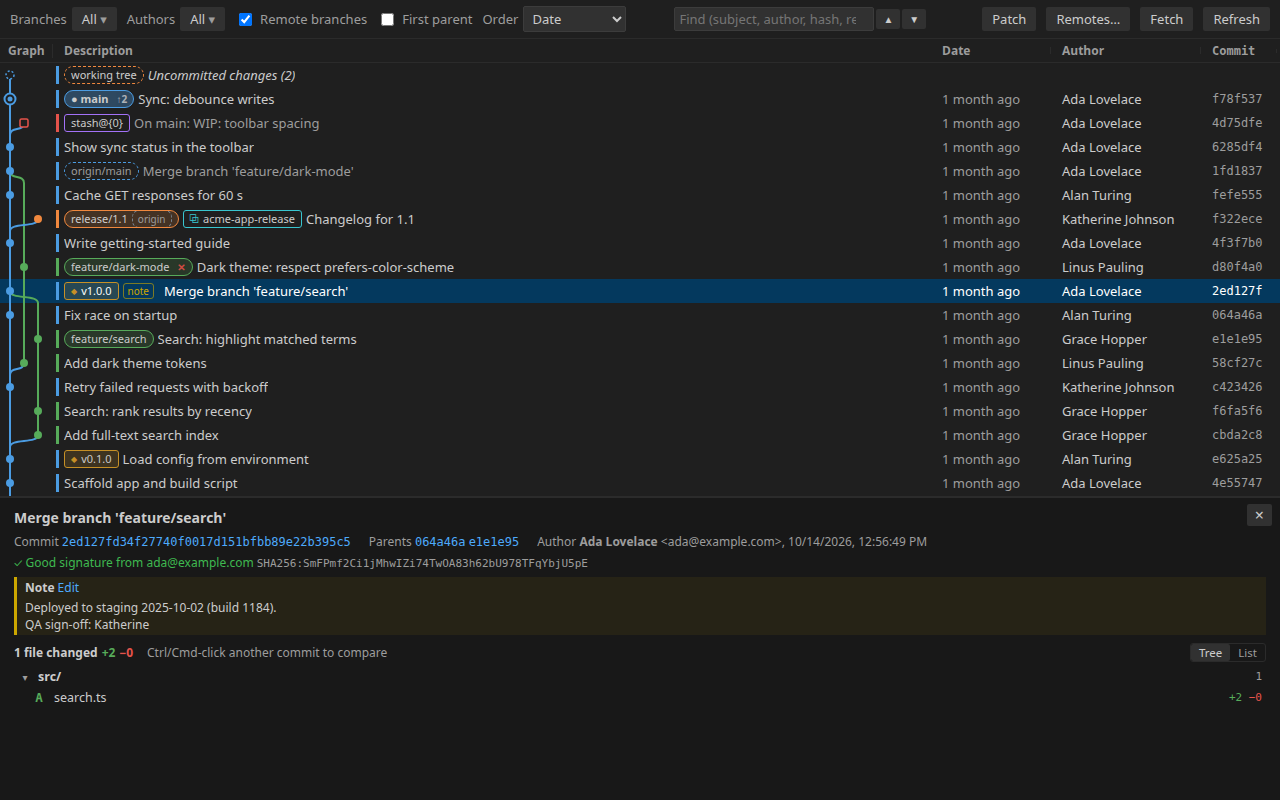 Branches All ▾ Authors All ▾ Remote branches First parent Order Date Find (subject, author, hash, re ▲ ▼ Patch Remotes... Fetch Refresh
Graph Description Date Author Commit
working tree Uncommitted changes (2)
● main ↑2 Sync: debounce writes 1 month ago Ada Lovelace f78f537
stash@{0} On main: WIP: toolbar spacing 1 month ago Ada Lovelace 4d75dfe
Show sync status in the toolbar 1 month ago Ada Lovelace 6285df4
origin/main Merge branch 'feature/dark-mode' 1 month ago Ada Lovelace 1fd1837
Cache GET responses for 60 s 1 month ago Alan Turing fefe555
release/1.1 origin acme-app-release Changelog for 1.1 1 month ago Katherine Johnson f322ece
Write getting-started guide 1 month ago Ada Lovelace 4f3f7b0
feature/dark-mode ✕ Dark theme: respect prefers-color-scheme 1 month ago Linus Pauling d80f4a0
◆ v1.0.0 note Merge branch 'feature/search' 1 month ago Ada Lovelace 2ed127f
Fix race on startup 1 month ago Alan Turing 064a46a
feature/search Search: highlight matched terms 1 month ago Grace Hopper e1e1e95
Add dark theme tokens 1 month ago Linus Pauling 58cf27c
Retry failed requests with backoff 1 month ago Katherine Johnson c423426
Search: rank results by recency 1 month ago Grace Hopper f6fa5f6
Add full-text search index 1 month ago Grace Hopper cbda2c8
◆ v0.1.0 Load config from environment 1 month ago Alan Turing e625a25
Scaffold app and build script 1 month ago Ada Lovelace 4e55747
Merge branch 'feature/search' ✕
Commit 2ed127fd34f27740f0017d151bfbb89e22b395c5 Parents 064a46a e1e1e95 Author Ada Lovelace <ada@example.com>, 10/14/2026, 12:56:49 PM
✓ Good signature from ada@example.com SHA256:SmFPmf2Ci1jMhwIZi74TwOA83h62bU978TFqYbjU5pE
Note Edit
Deployed to staging 2025-10-02 (build 1184).
QA sign-off: Katherine
1 file changed +2 −0 Ctrl/Cmd-click another commit to compare Tree List
▾ src/ 1
A search.ts +2 −0